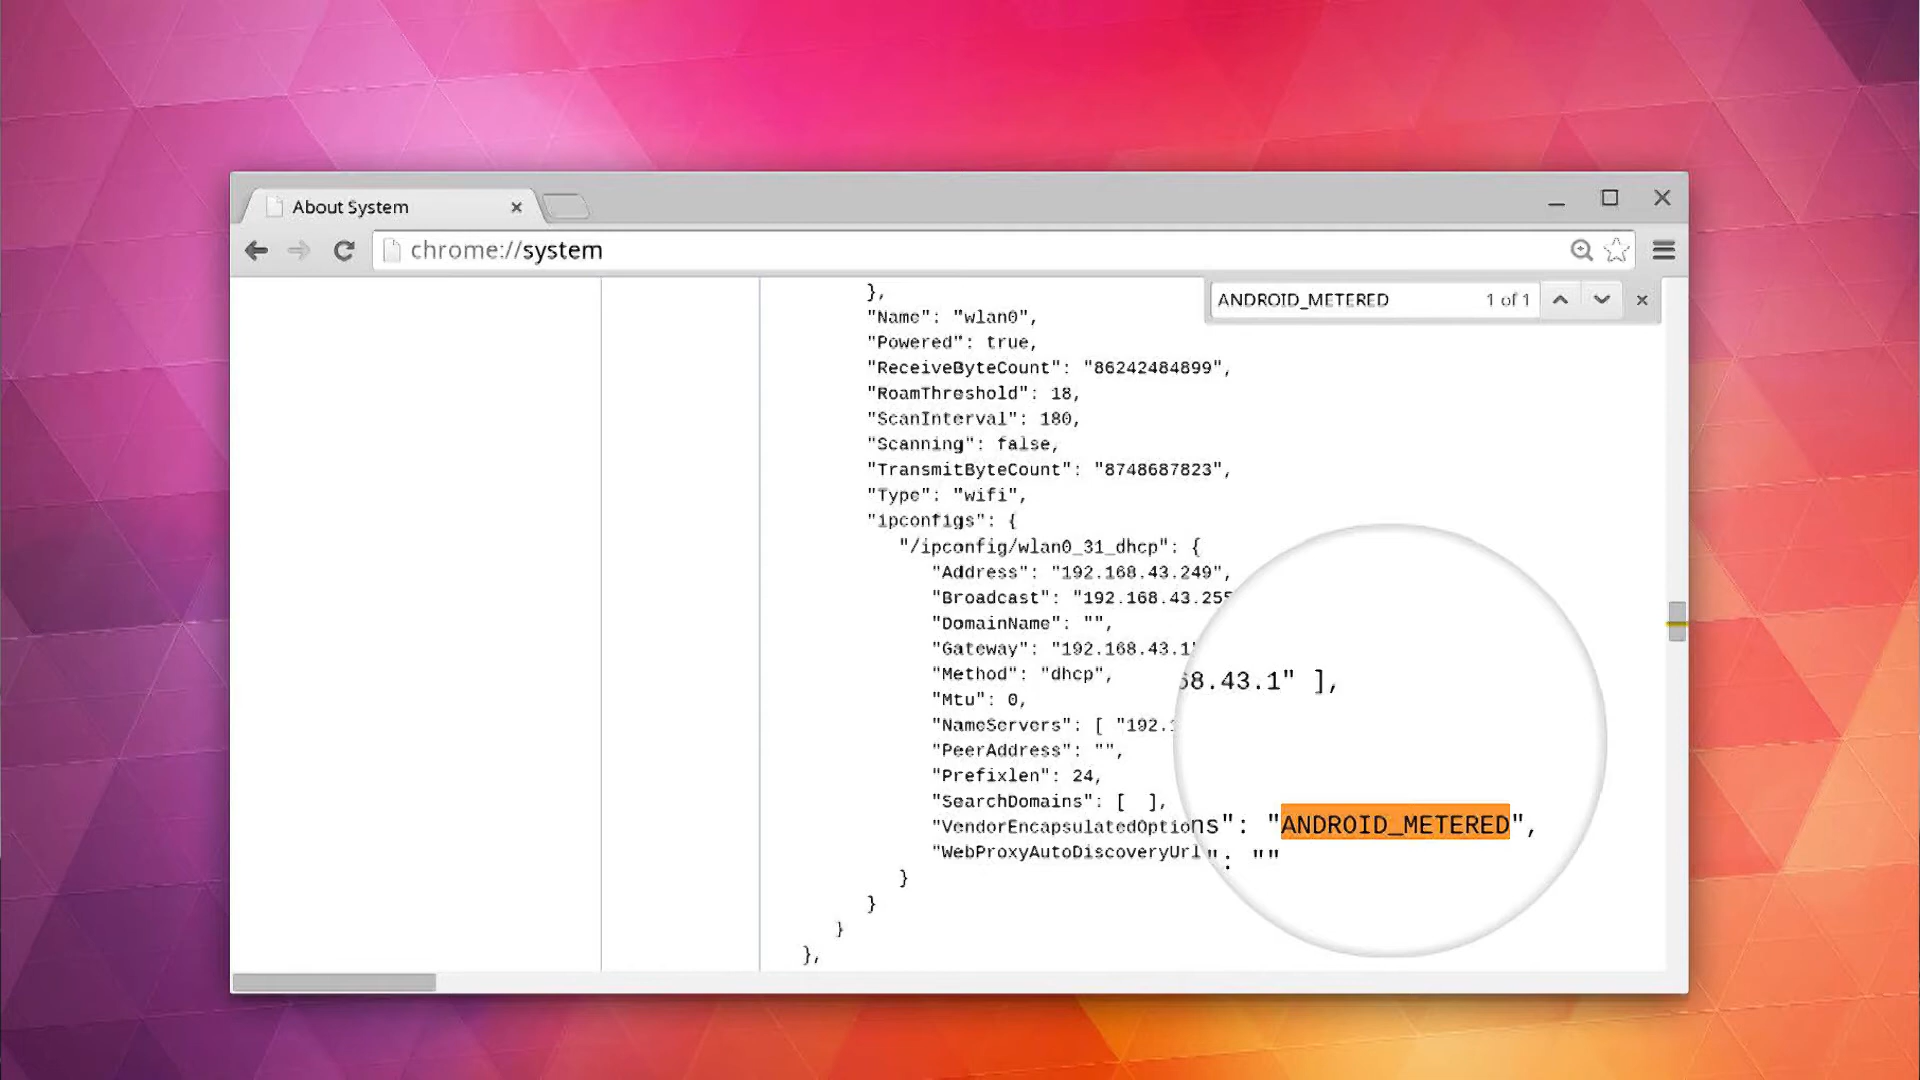 About System
chrome://system
ANDROID_METERED 1 of 1
},
"Name": "wlan0",
"Powered": true,
"ReceiveByteCount": "86242484899",
"RoamThreshold": 18,
"ScanInterval": 180,
"Scanning": false,
"TransmitByteCount": "8748687823",
"Type": "wifi",
"ipconfigs": {
"/ipconfig/wlan0_31_dhcp": {
"Address": "192.168.43.249",
"Broadcast": "192.168.43.255
"DomainName": "",
"Gateway": "192.168.43.1"
"Method": "dhcp",
"Mtu": 0,
68.43.1" ],
"NameServers": [ "192.1
"PeerAddress": "",
"Prefixlen": 24,
"SearchDomains": [ ],
"VendorEncapsulatedOptions": "ANDROID_METERED",
"WebProxyAutoDiscoveryUrl": ""
}
}
}
},